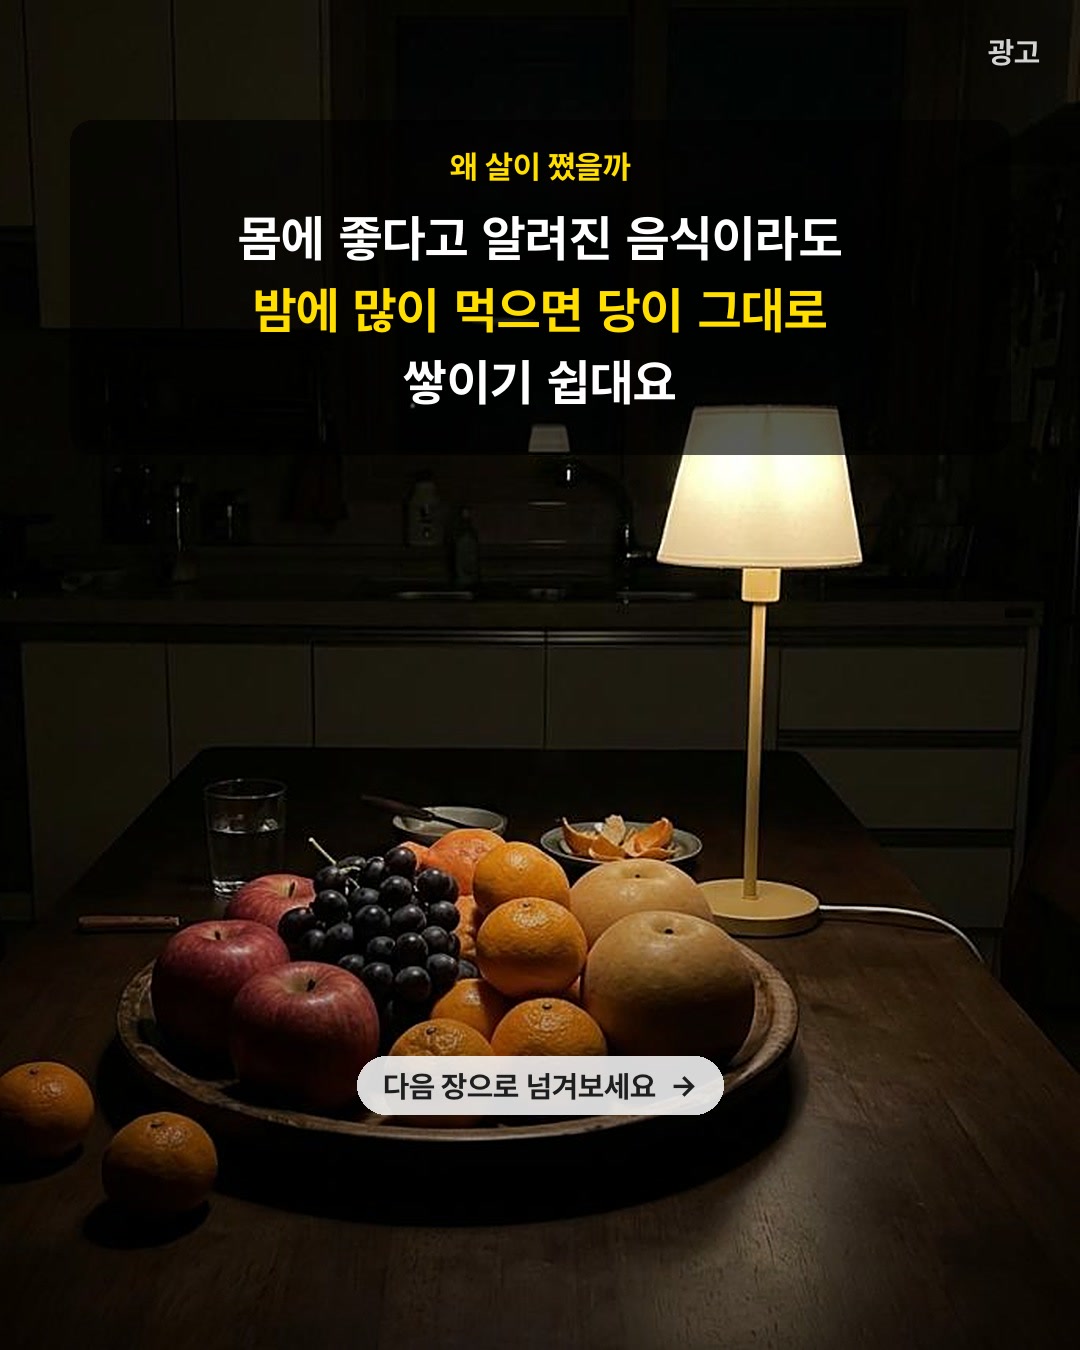 광고
왜 살이 쪘을까
몸에 좋다고 알려진 음식이라도
밤에 많이 먹으면 당이 그대로
쌓이기 쉽대요
다음 장으로 넘겨보세요 →